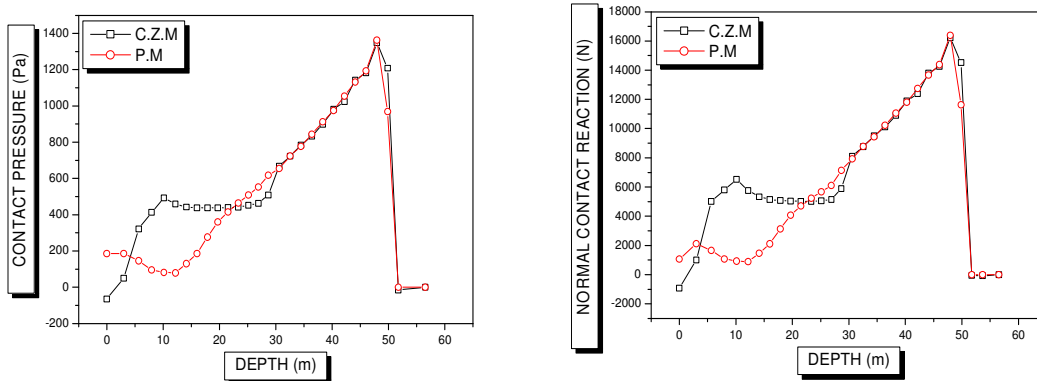 C.Z.M
P.M
CONTACT PRESSURE (Pa)
1400
1200
1000
800
600
400
200
0
-200
0 10 20 30 40 50 60
DEPTH (m)
C.Z.M
P.M
NORMAL CONTACT REACTION (N)
18000
16000
14000
12000
10000
8000
6000
4000
2000
0
-2000
0 10 20 30 40 50 60
DEPTH (m)